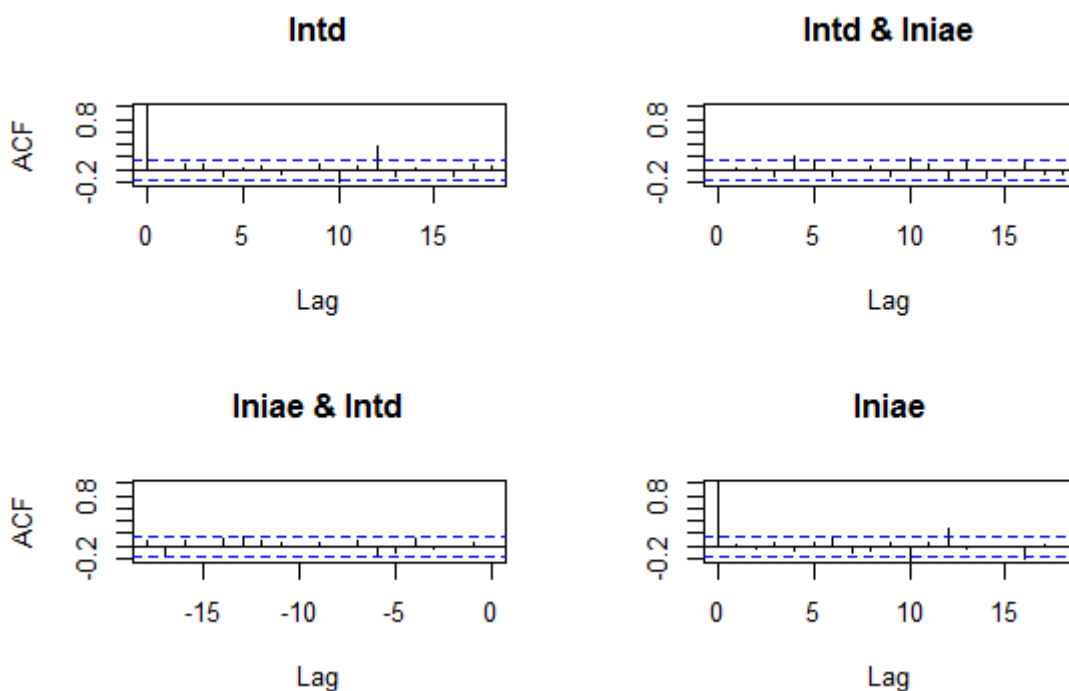 lntd
ACF
-0.2 0.8
0 5 10 15
Lag
lntd & lniae
-0.2 0.8
0 5 10 15
Lag
lniae & lntd
ACF
-0.2 0.8
-15 -10 -5 0
Lag
lniae
-0.2 0.8
0 5 10 15
Lag